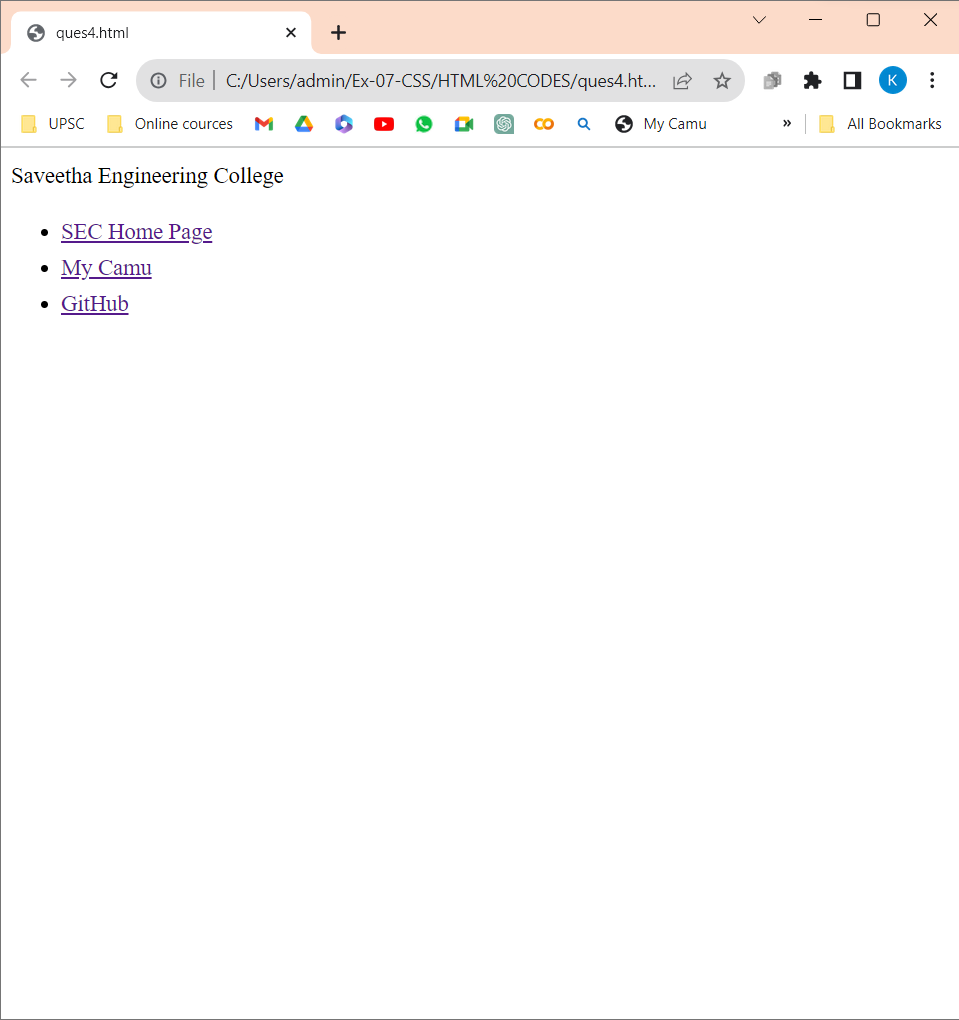 ques4.html
File C:/Users/admin/Ex-07-CSS/HTML%20CODES/ques4.ht...
K
UPSC Online cources My Camu » All Bookmarks
Saveetha Engineering College
• SEC Home Page
• My Camu
• GitHub